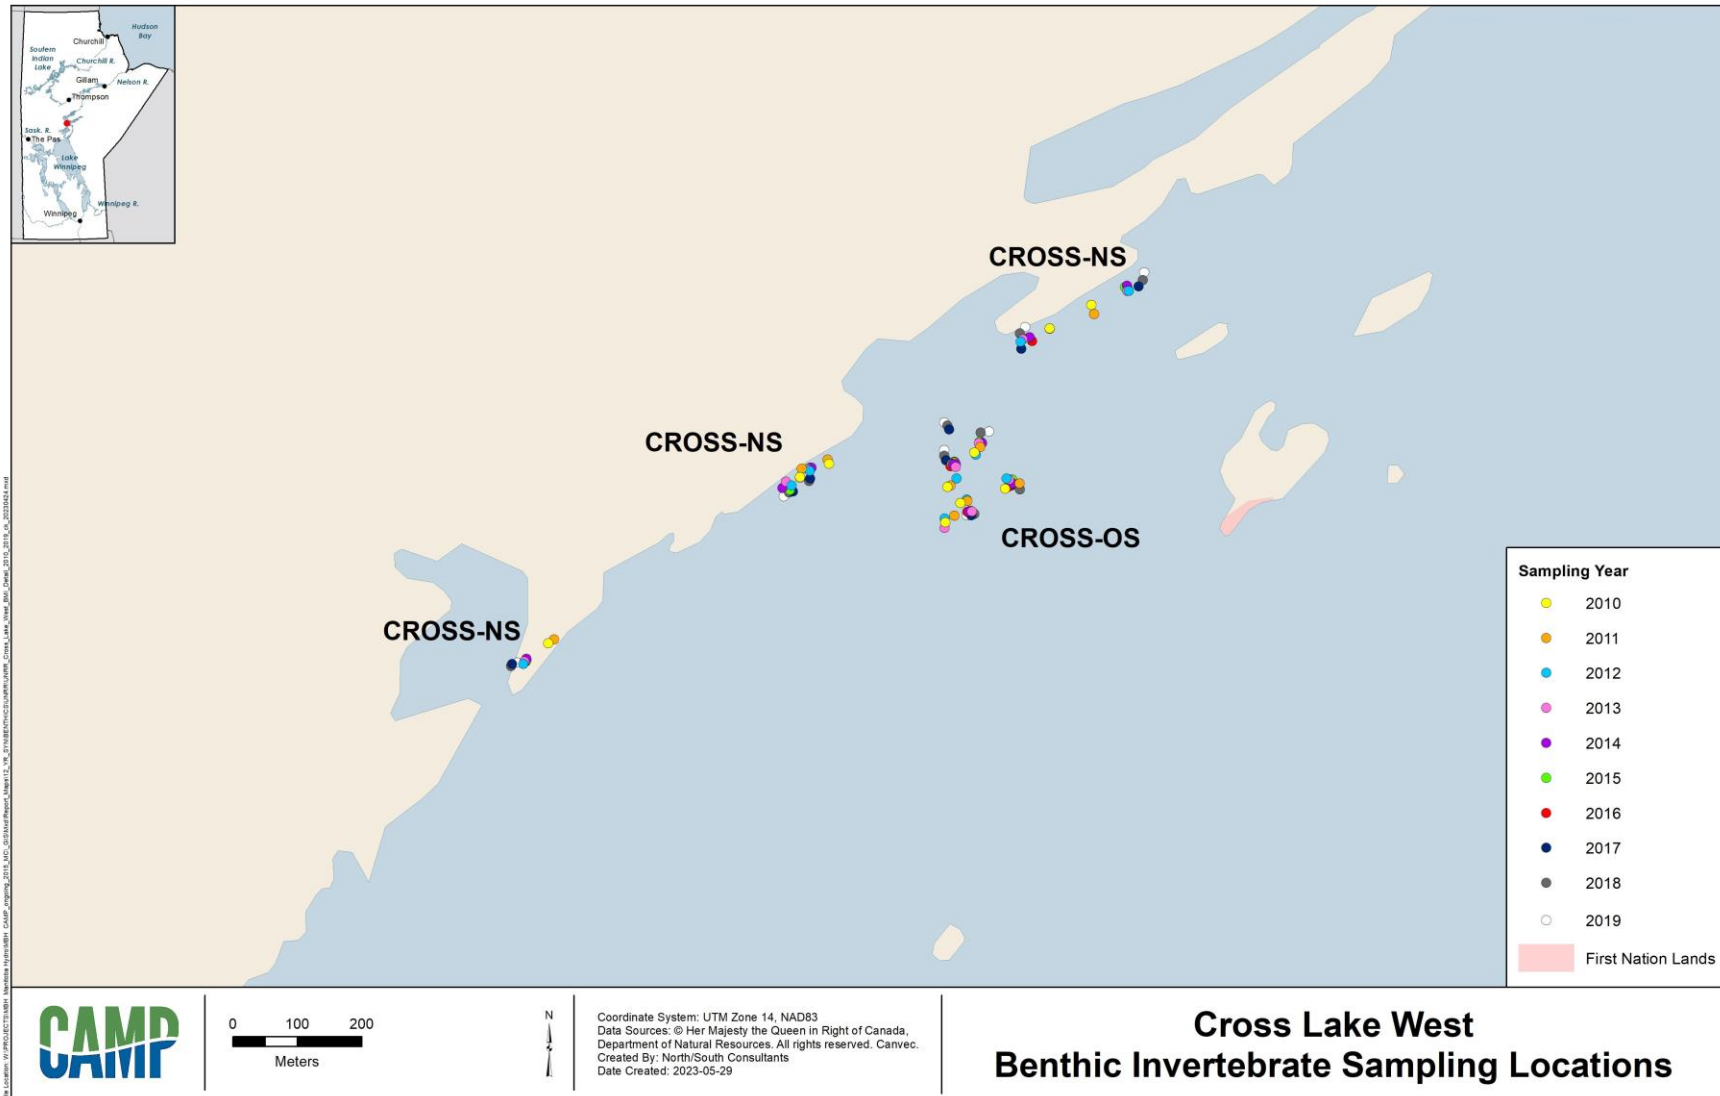 Hudson
Bay
Churchill
Soutern
Indian
Lake
Churchill R.
Gillam
Nelson R.
Thompson
Sask. R.
The Pas
Lake
Winnipeg
Winnipeg R.
Winnipeg
CROSS-NS
CROSS-NS
CROSS-OS
CROSS-NS
Sampling Year
2010
2011
2012
2013
2014
2015
2016
2017
2018
2019
First Nation Lands
CAMP
0 100 200
Meters
N
Coordinate System: UTM Zone 14, NAD83
Data Sources: © Her Majesty the Queen in Right of Canada,
Department of Natural Resources. All rights reserved. Canvec.
Created By: North/South Consultants
Date Created: 2023-05-29
Cross Lake West
Benthic Invertebrate Sampling Locations